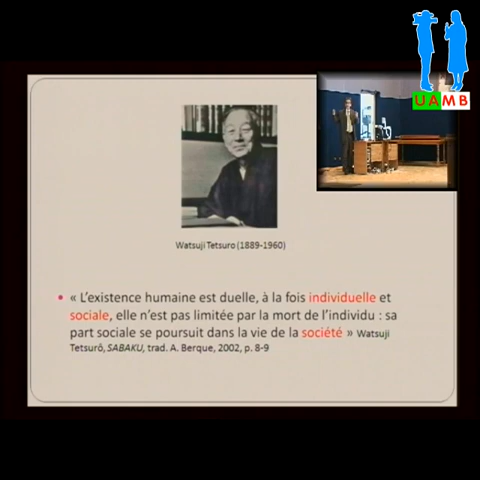 UAMB
Watsuji Tetsuro (1889-1960)
• « L'existence humaine est duelle, à la fois individuelle et
sociale, elle n'est pas limitée par la mort de l'individu : sa
part sociale se poursuit dans la vie de la société » Watsuji
Tetsurô, SABAKU, trad. A. Berque, 2002, p. 8-9